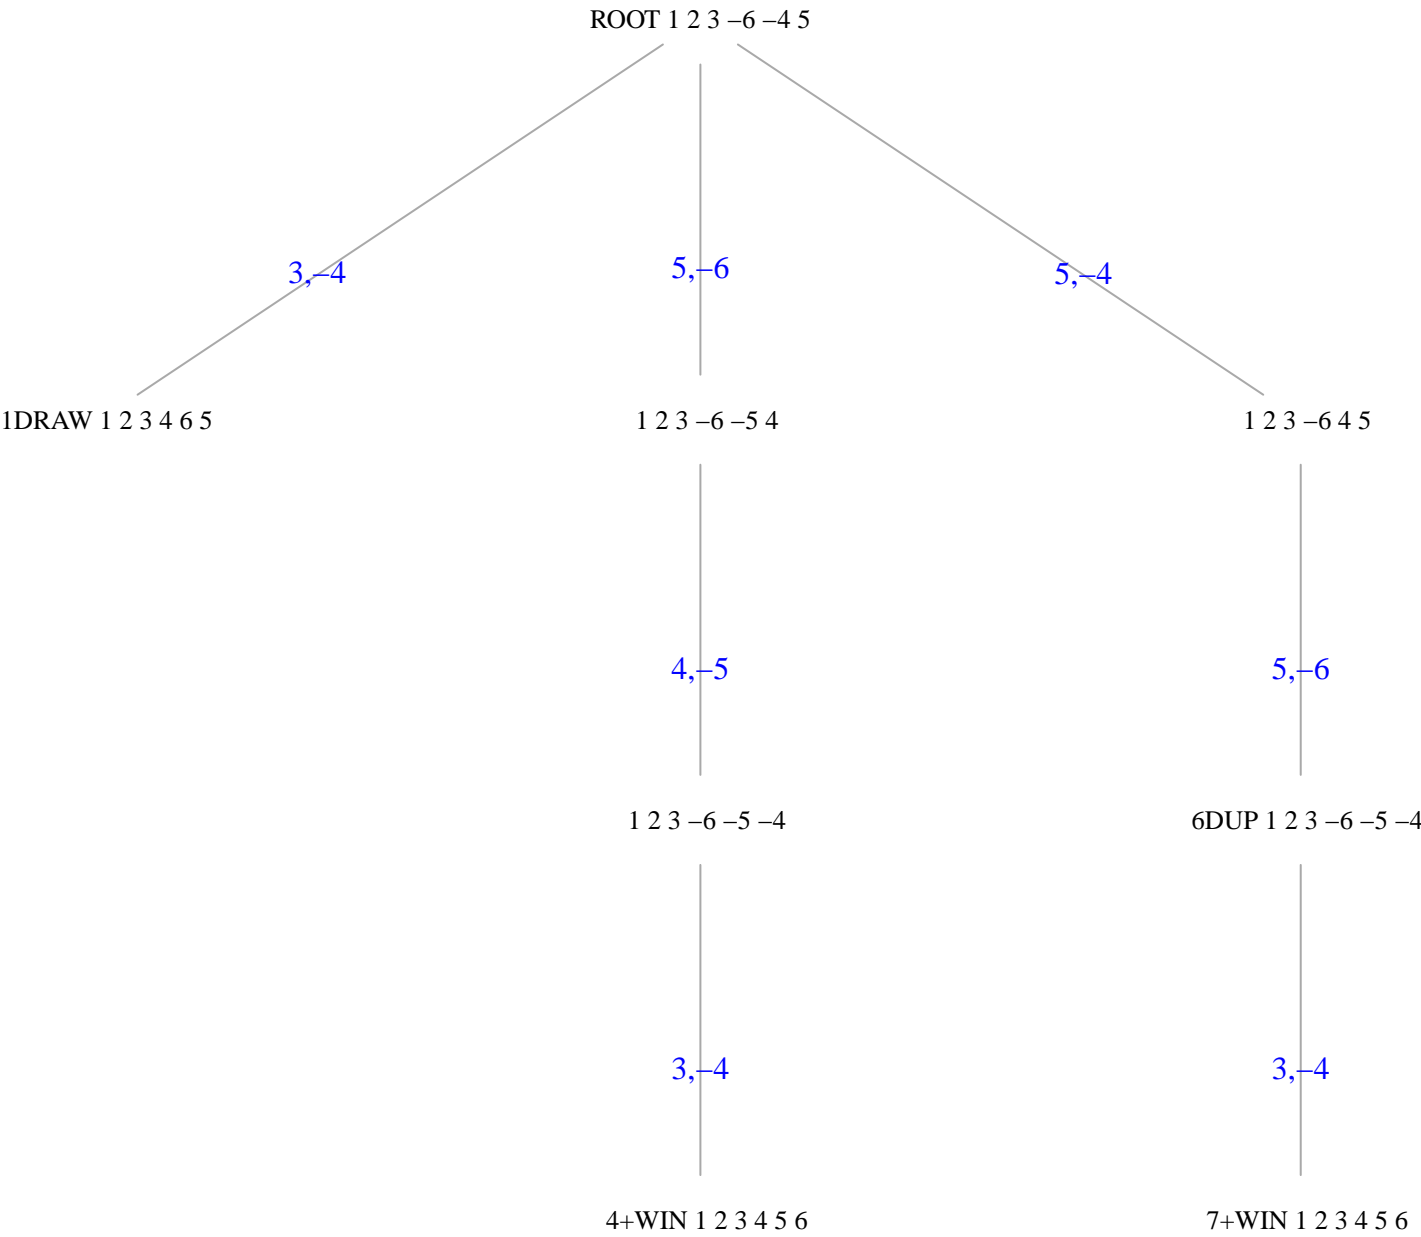 ROOT 1 2 3 –6 –4 5
3,–4
5,–6
5,–4
1DRAW 1 2 3 4 6 5
1 2 3 –6 –5 4
1 2 3 –6 4 5
4,–5
5,–6
1 2 3 –6 –5 –4
6DUP 1 2 3 –6 –5 –4
3,–4
3,–4
4+WIN 1 2 3 4 5 6
7+WIN 1 2 3 4 5 6